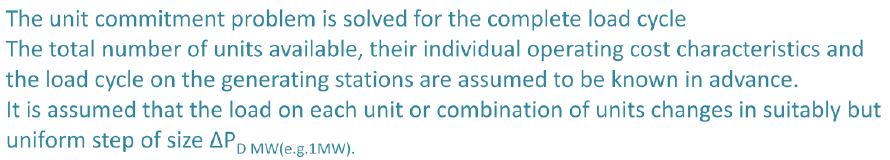 The unit commitment problem is solved for the complete load cycle
The total number of units available, their individual operating cost characteristics and
the load cycle on the generating stations are assumed to be known in advance.
It is assumed that the load on each unit or combination of units changes in suitably but
uniform step of size ΔPD MW(e.g.1MW).